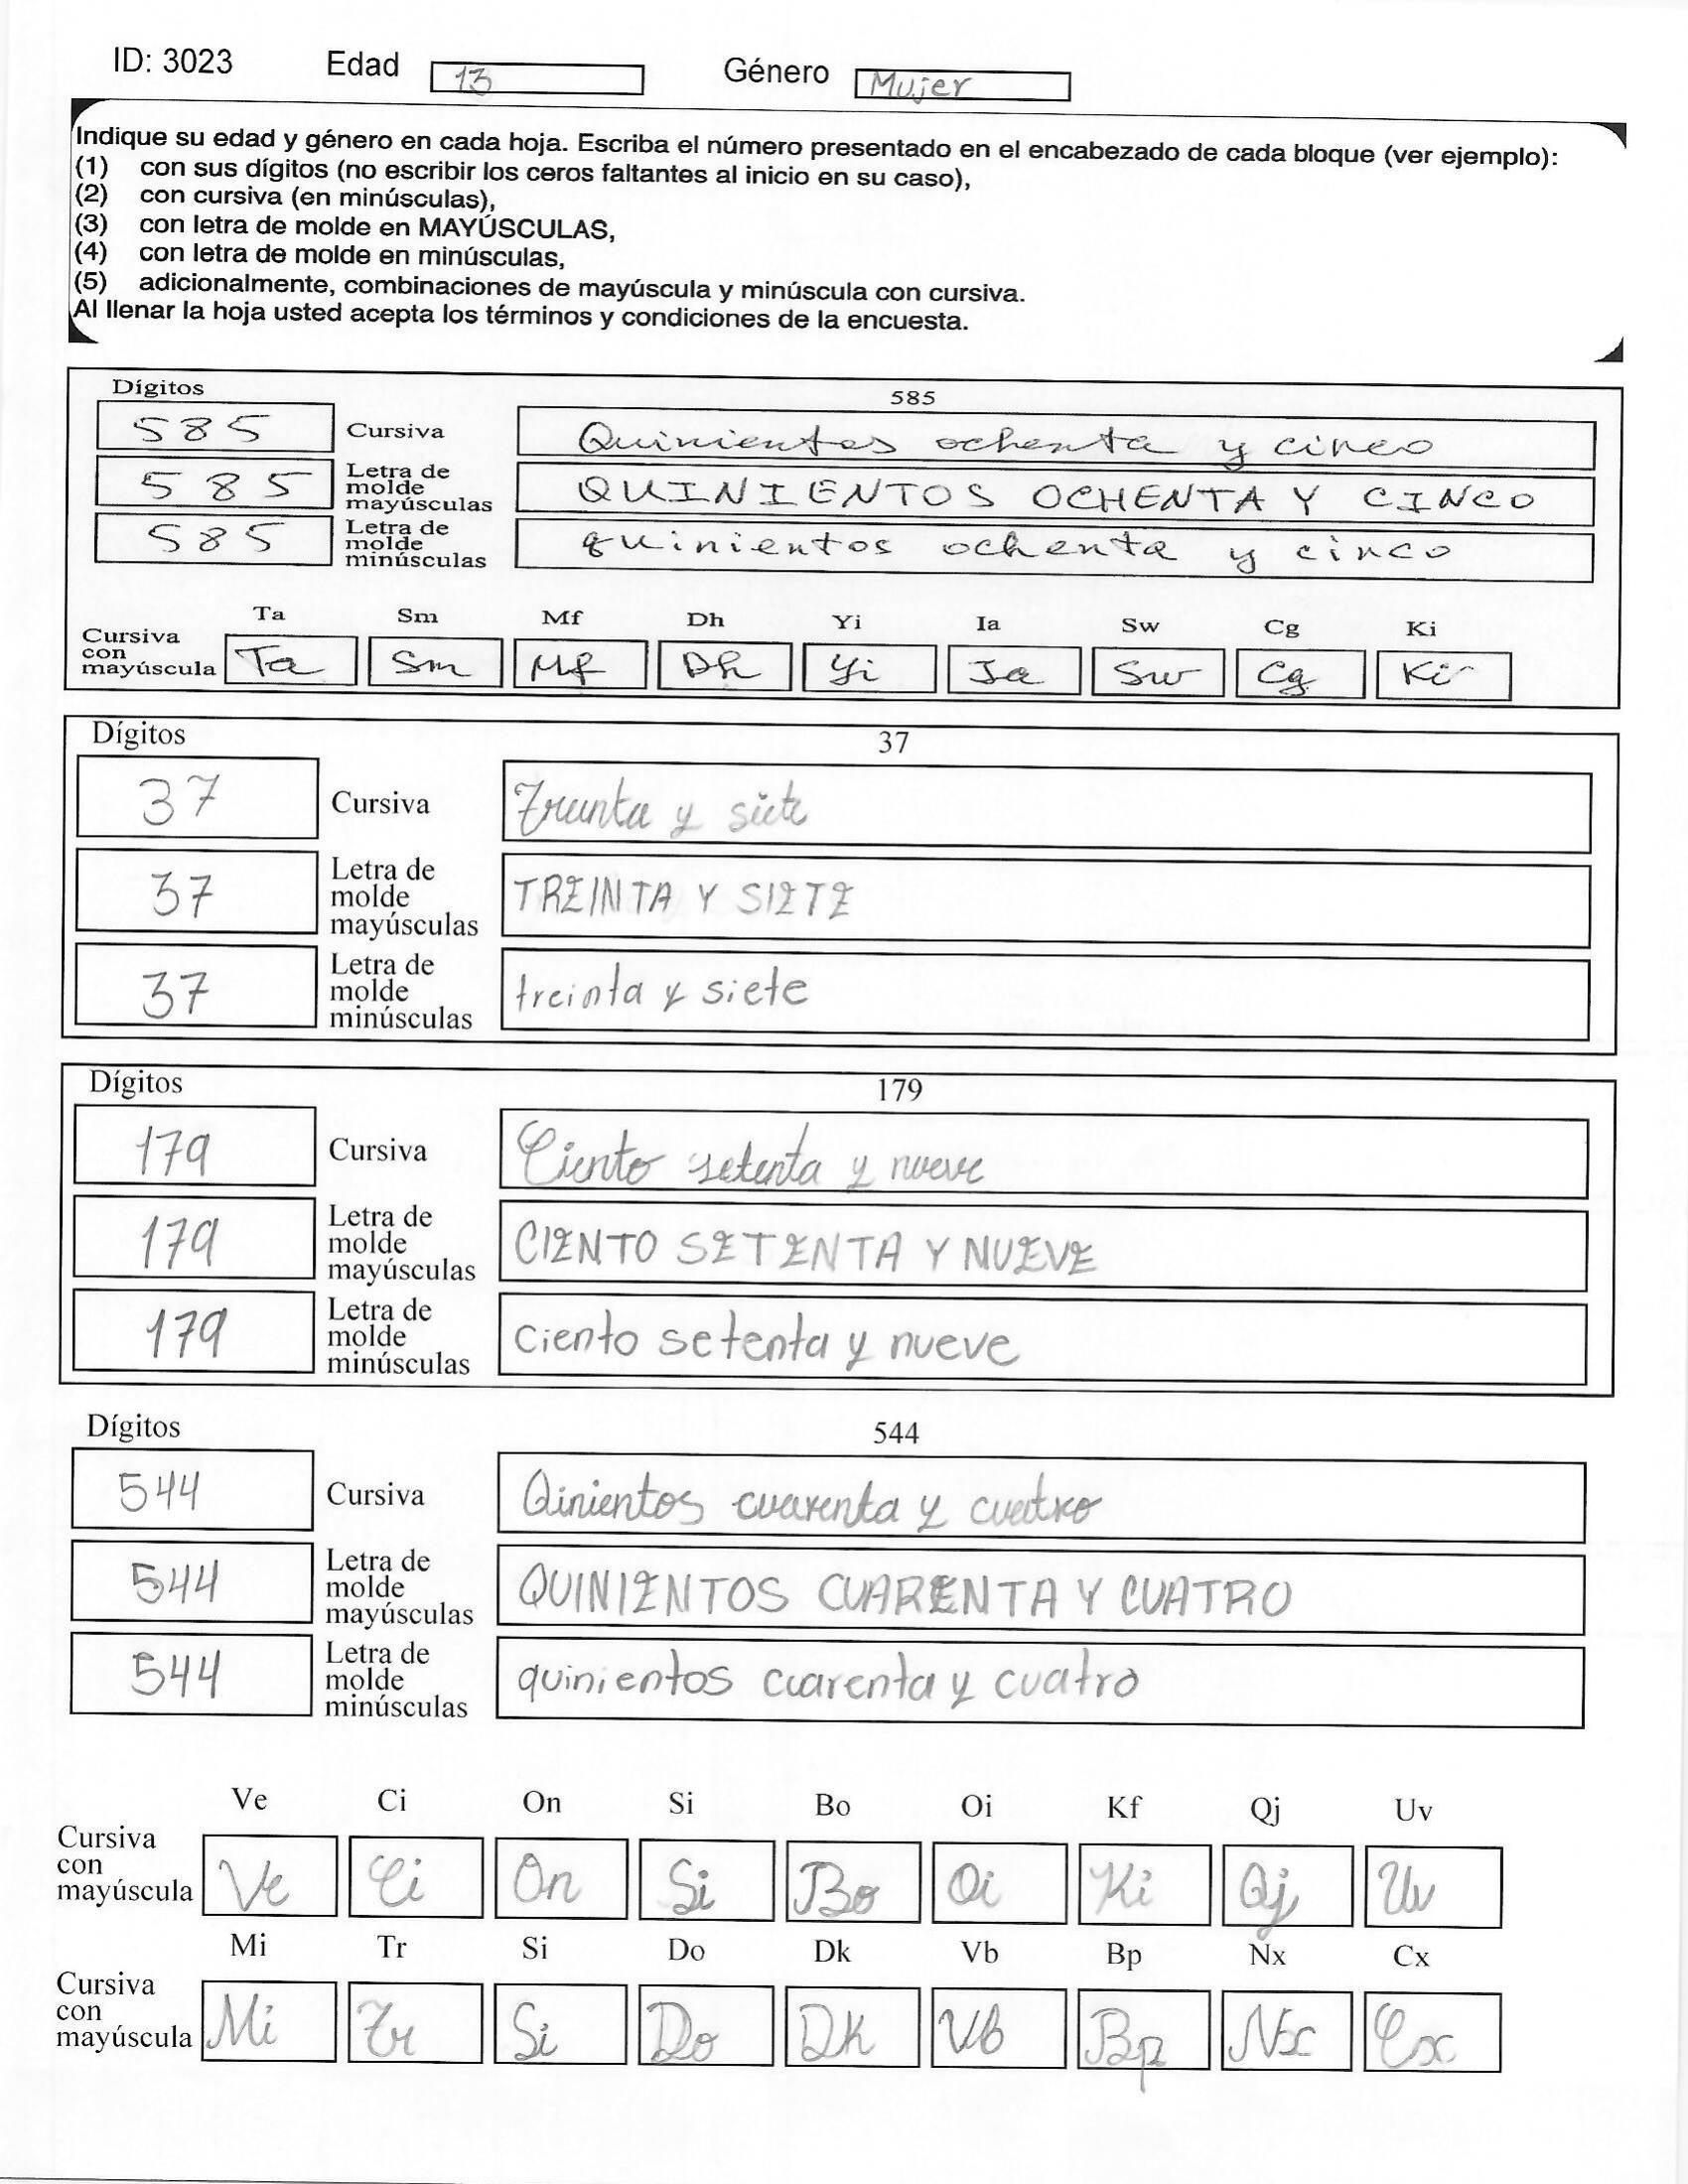 ID: 3023 Edad 13 Género Mujer
Indique su edad y género en cada hoja. Escriba el número presentado en el encabezado de cada bloque (ver ejemplo):
(1) con sus dígitos (no escribir los ceros faltantes al inicio en su caso),
(2) con cursiva (en minúsculas),
(3) con letra de molde en MAYÚSCULAS,
(4) con letra de molde en minúsculas,
(5) adicionalmente, combinaciones de mayúscula y minúscula con cursiva.
Al llenar la hoja usted acepta los términos y condiciones de la encuesta.
Dígitos 585
585 Cursiva Quinientos ochenta y cinco
585 Letra de molde mayúsculas QUINIENTOS OCHENTA Y CINCO
585 Letra de molde minúsculas quinientos ochenta y cinco
Ta Sm Mf Dh Yi Ia Sw Cg Ki
Cursiva con mayúscula Ta Sm Mf Dh Yi Ia Sw Cg Ki
Dígitos 37
37 Cursiva Treinta y siete
37 Letra de molde mayúsculas TREINTA Y SIETE
37 Letra de molde minúsculas treinta y siete
Dígitos 179
179 Cursiva Ciento setenta y nueve
179 Letra de molde mayúsculas CIENTO SETENTA Y NUEVE
179 Letra de molde minúsculas ciento setenta y nueve
Dígitos 544
544 Cursiva Qinientos cuarenta y cuatro
544 Letra de molde mayúsculas QUINIENTOS CUARENTA Y CUATRO
544 Letra de molde minúsculas quinientos cuarenta y cuatro
Ve Ci On Si Bo Oi Kf Qj Uv
Cursiva con mayúscula Ve Ci On Si Bo Oi Ki Qj Uv
Mi Tr Si Do Dk Vb Bp Nx Cx
Cursiva con mayúscula Mi Tr Si Do Dk Vb Bp Nx Cx